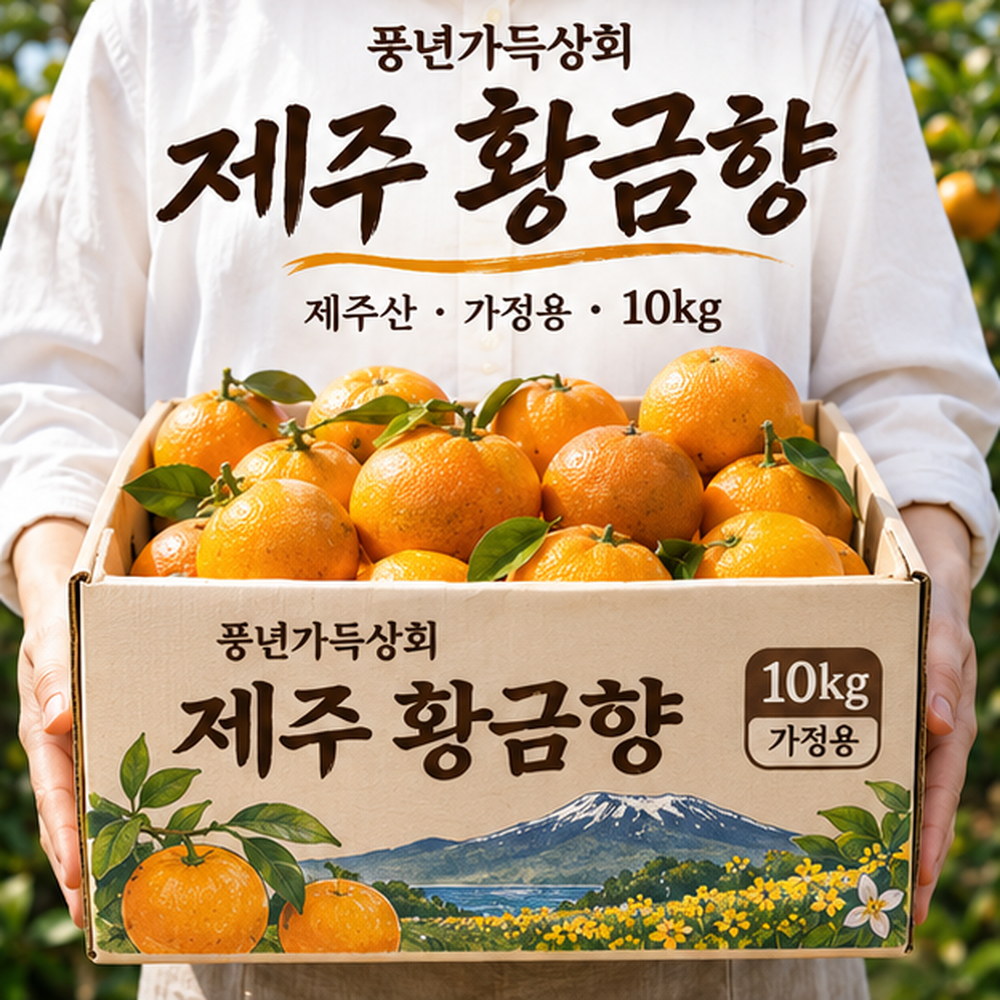 풍년가득상회
제주 황금향
제주산 · 가정용 · 10kg
풍년가득상회
제주 황금향
10kg
가정용